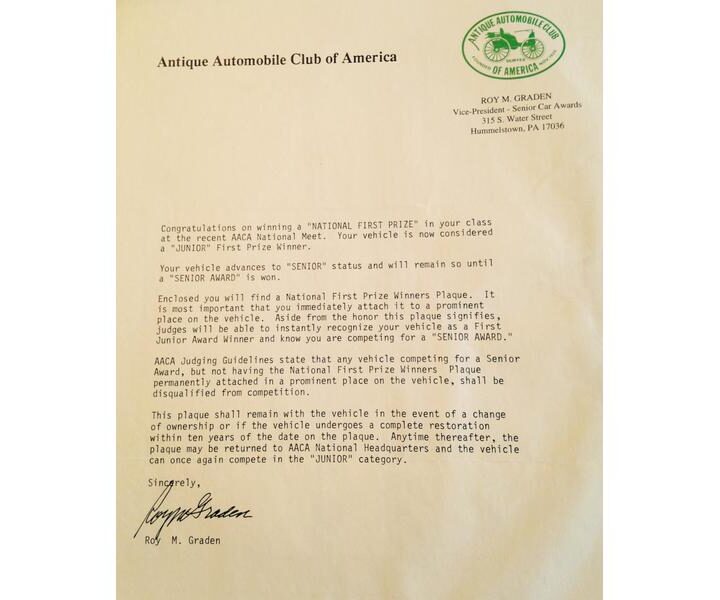 Antique Automobile Club of America
ANTIQUE AUTOMOBILE CLUB
FOUNDED
NOV. 1935
OF AMERICA
ROY M. GRADEN
Vice-President - Senior Car Awards
315 S. Water Street
Hummelstown, PA 17036
Congratulations on winning a "NATIONAL FIRST PRIZE" in your class
at the recent AACA National Meet. Your vehicle is now considered
a "JUNIOR" First Prize Winner.
Your vehicle advances to "SENIOR" status and will remain so until
a "SENIOR AWARD" is won.
Enclosed you will find a National First Prize Winners Plaque. It
is most important that you immediately attach it to a prominent
place on the vehicle. Aside from the honor this plaque signifies,
judges will be able to instantly recognize your vehicle as a First
Junior Award Winner and know you are competing for a "SENIOR AWARD."
AACA Judging Guidelines state that any vehicle competing for a Senior
Award, but not having the National First Prize Winners Plaque
permanently attached in a prominent place on the vehicle, shall be
disqualified from competition.
This plaque shall remain with the vehicle in the event of a change
of ownership or if the vehicle undergoes a complete restoration
within ten years of the date on the plaque. Anytime thereafter, the
plaque may be returned to AACA National Headquarters and the vehicle
can once again compete in the "JUNIOR" category.
Sincerely,
Roy M Graden
Roy M. Graden